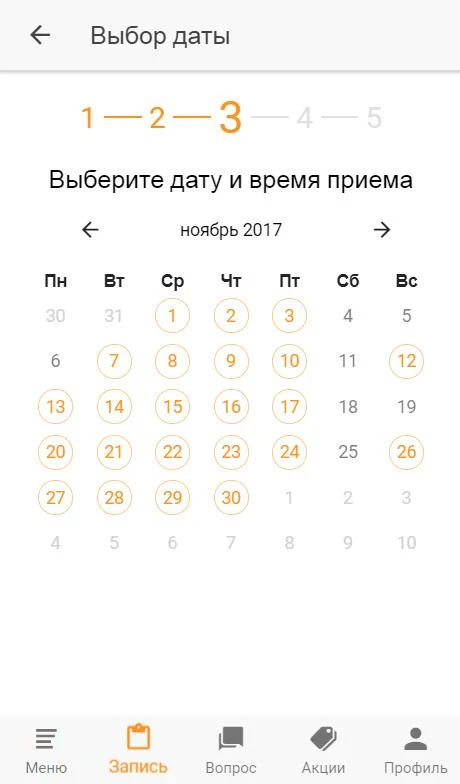 Выбор даты
1 2 3 4 5
Выберите дату и время приема
ноябрь 2017
Пн Вт Ср Чт Пт Сб Вс
30 31 1 2 3 4 5
6 7 8 9 10 11 12
13 14 15 16 17 18 19
20 21 22 23 24 25 26
27 28 29 30 1 2 3
4 5 6 7 8 9 10
Меню Запись Вопрос Акции Профиль